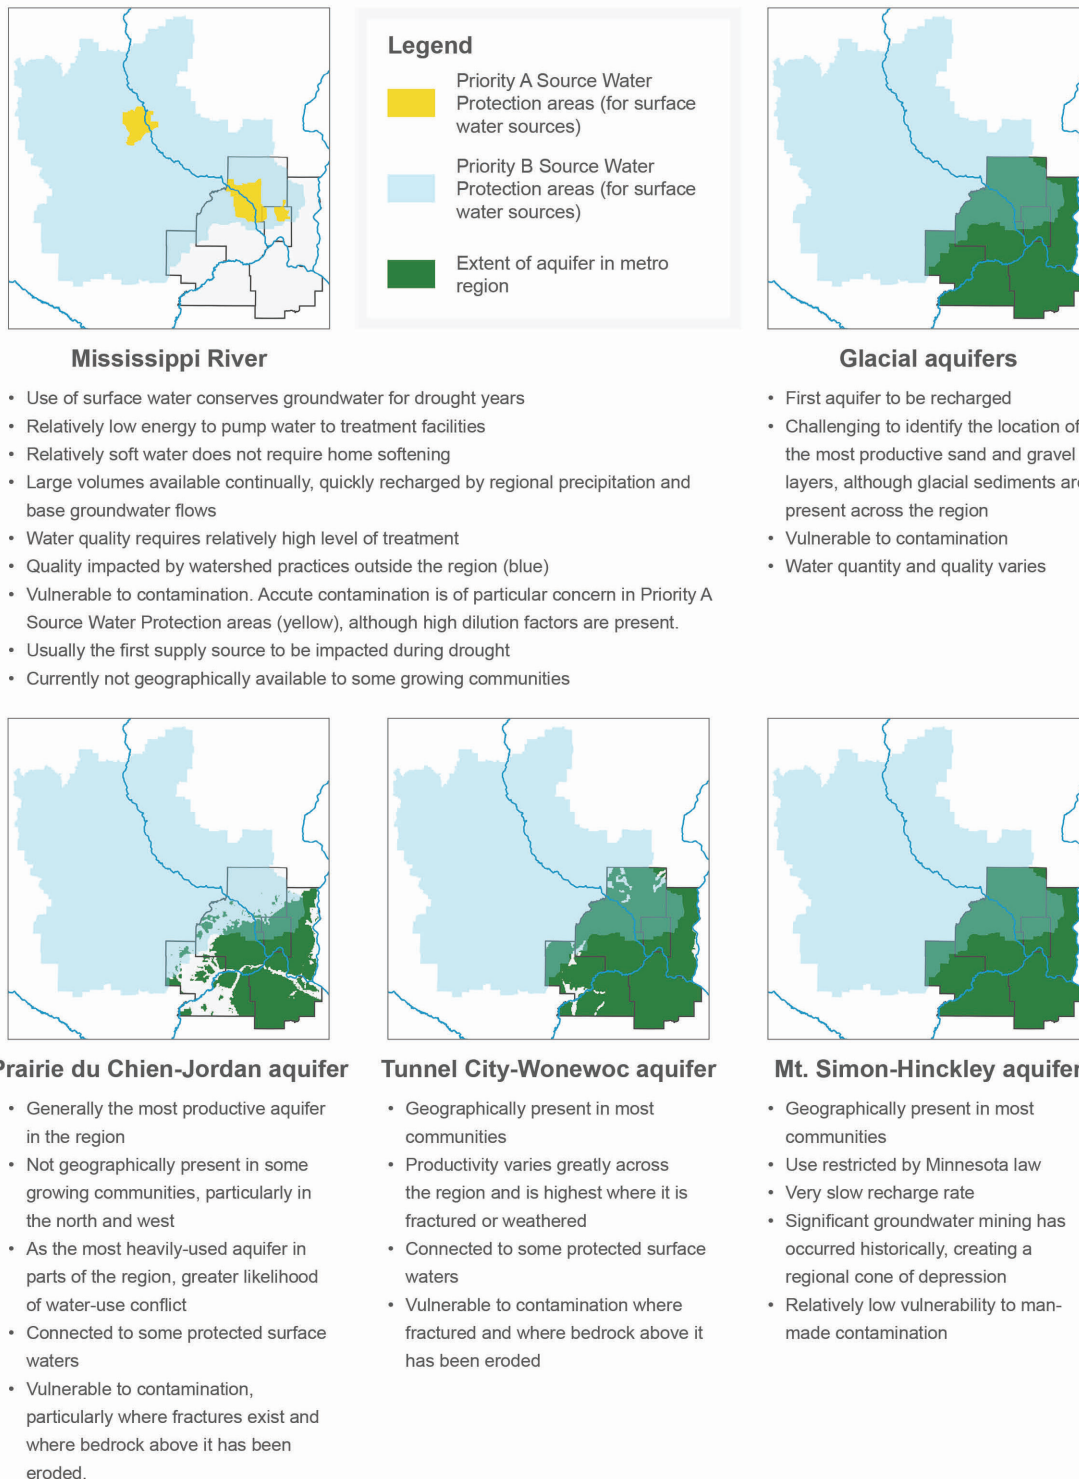 Legend
Priority A Source Water
Protection areas (for surface
water sources)
Priority B Source Water
Protection areas (for surface
water sources)
Extent of aquifer in metro
region
Mississippi River
• Use of surface water conserves groundwater for drought years
• Relatively low energy to pump water to treatment facilities
• Relatively soft water does not require home softening
• Large volumes available continually, quickly recharged by regional precipitation and
base groundwater flows
• Water quality requires relatively high level of treatment
• Quality impacted by watershed practices outside the region (blue)
• Vulnerable to contamination. Accute contamination is of particular concern in Priority A
Source Water Protection areas (yellow), although high dilution factors are present.
• Usually the first supply source to be impacted during drought
• Currently not geographically available to some growing communities
Glacial aquifers
• First aquifer to be recharged
• Challenging to identify the location of
the most productive sand and gravel
layers, although glacial sediments are
present across the region
• Vulnerable to contamination
• Water quantity and quality varies
Prairie du Chien-Jordan aquifer
• Generally the most productive aquifer
in the region
• Not geographically present in some
growing communities, particularly in
the north and west
• As the most heavily-used aquifer in
parts of the region, greater likelihood
of water-use conflict
• Connected to some protected surface
waters
• Vulnerable to contamination,
particularly where fractures exist and
where bedrock above it has been
eroded.
Tunnel City-Wonewoc aquifer
• Geographically present in most
communities
• Productivity varies greatly across
the region and is highest where it is
fractured or weathered
• Connected to some protected surface
waters
• Vulnerable to contamination where
fractured and where bedrock above it
has been eroded
Mt. Simon-Hinckley aquifer
• Geographically present in most
communities
• Use restricted by Minnesota law
• Very slow recharge rate
• Significant groundwater mining has
occurred historically, creating a
regional cone of depression
• Relatively low vulnerability to man-
made contamination